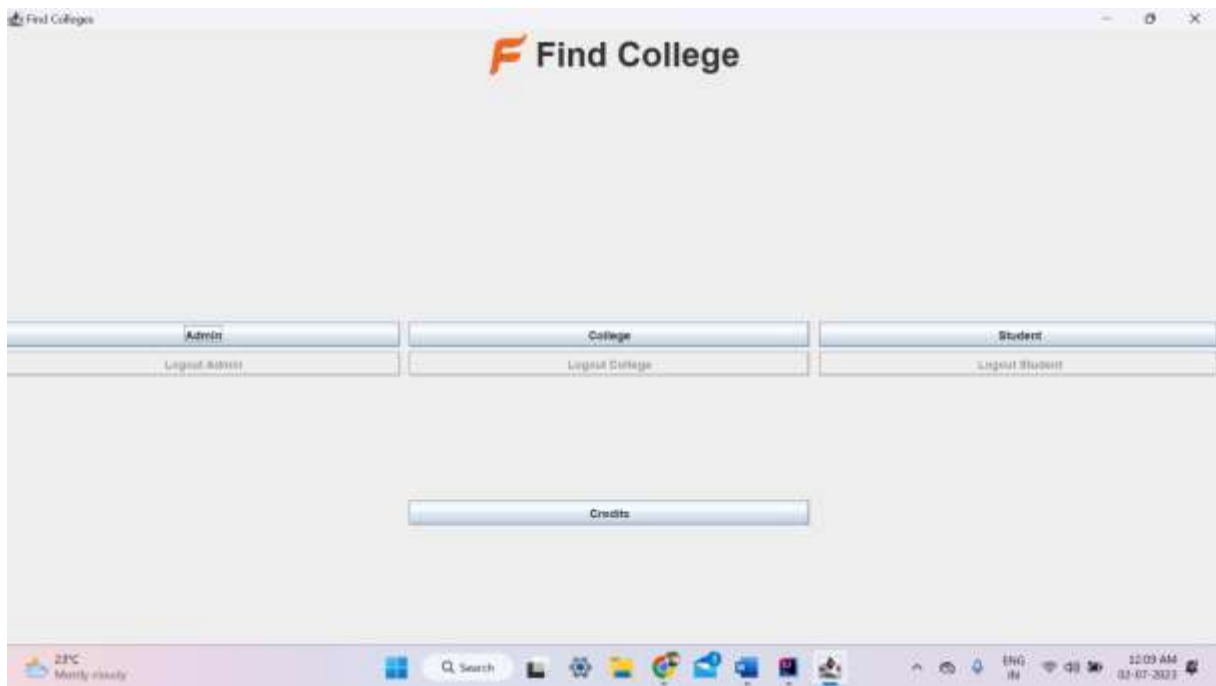 Find Colleges
Find College
Admin College Student
Logout Admin Logout College Logout Student
Credits
23°C
Mostly cloudy
Search
ENG
IN
12:09 AM
02-07-2023